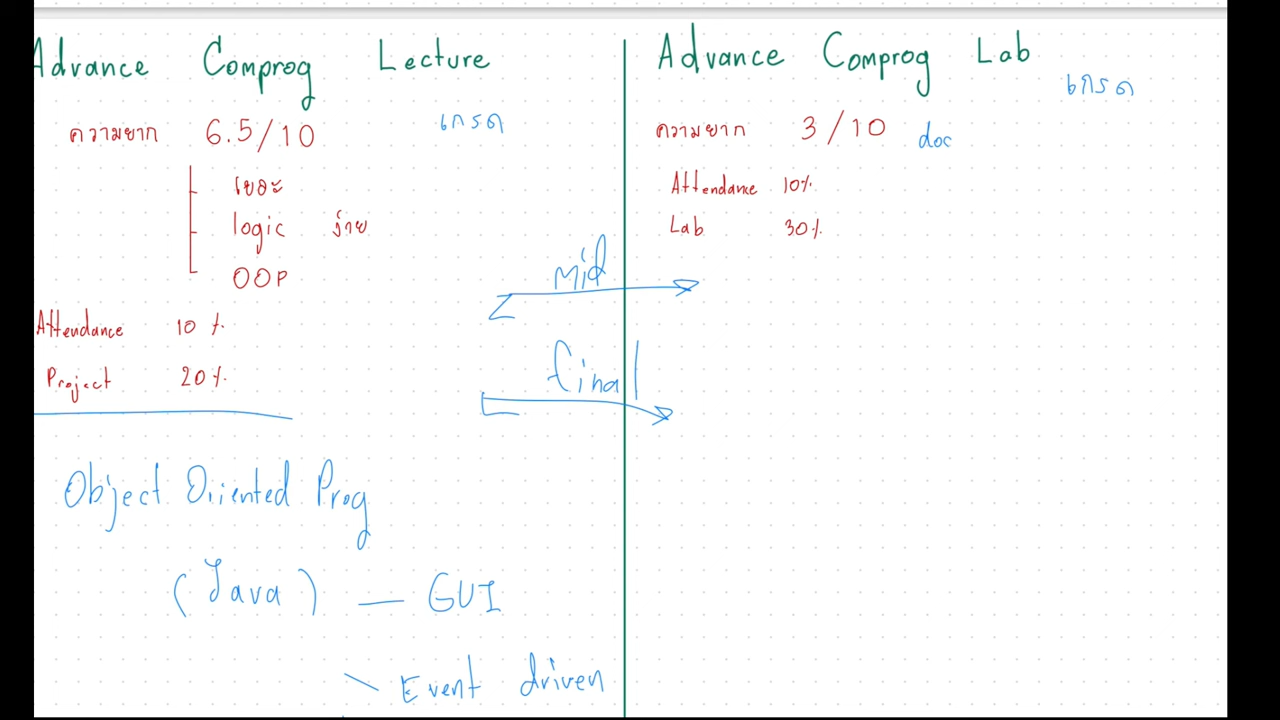 Advance Comprog Lecture
เกรด
ความยาก 6.5/10
เยอะ
logic ง่าย
OOP
Attendance 10 %
Project 20%
Object Oriented Prog
(Java) — GUI
Event driven
mid
final
Advance Comprog Lab
เกรด
ความยาก 3/10 doc
Attendance 10%
Lab 30%